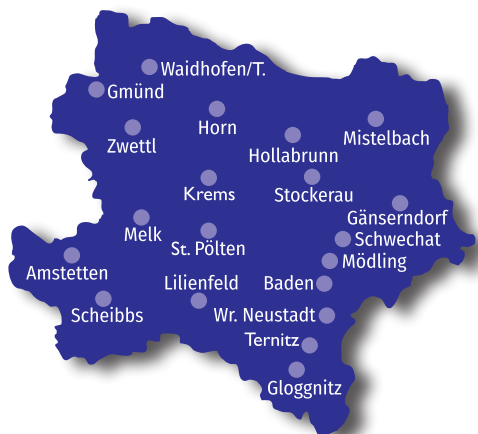 Waidhofen/T.
Gmünd
Horn
Zwettl
Mistelbach
Hollabrunn
Krems
Stockerau
Gänserndorf
Melk
St. Pölten
Schwechat
Mödling
Amstetten
Lilienfeld
Baden
Scheibbs
Wr. Neustadt
Ternitz
Gloggnitz